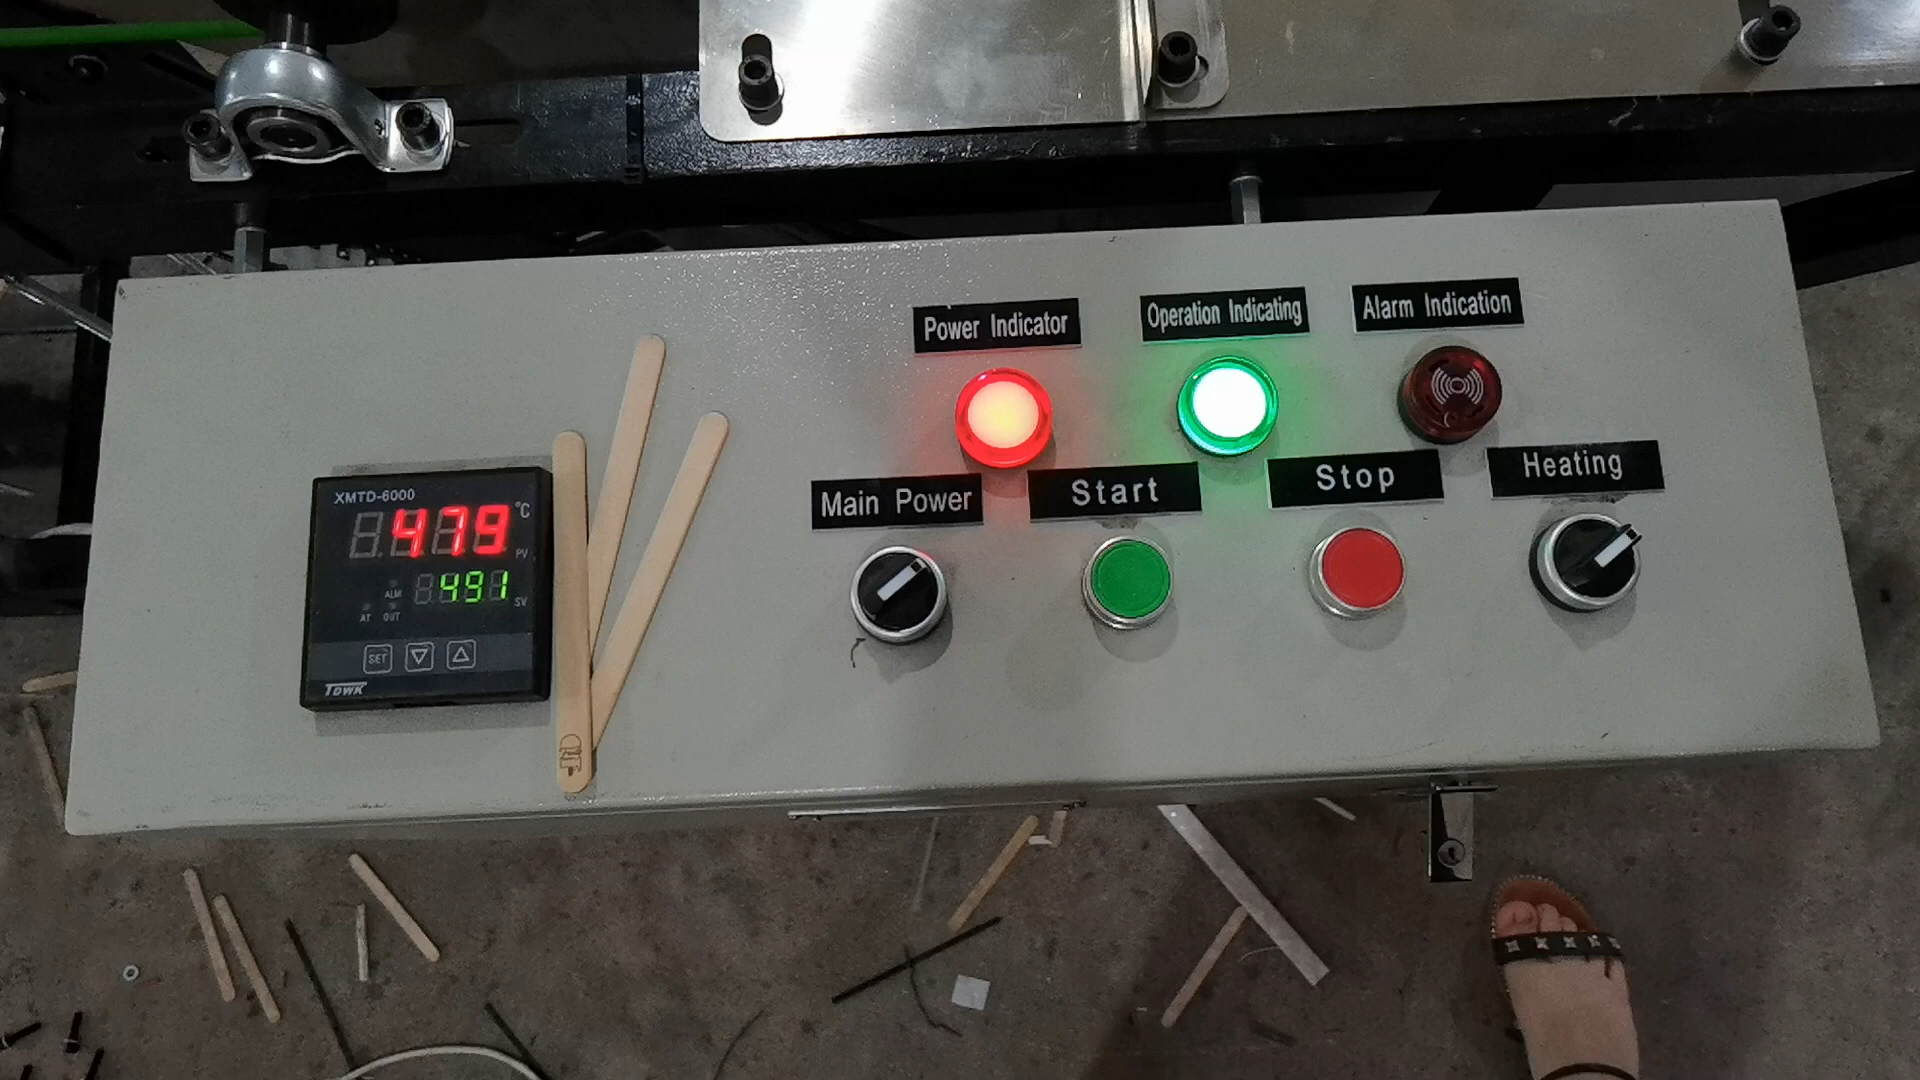 Power Indicator
Operation Indicating
Alarm Indication
Main Power
Start
Stop
Heating
XMTD-6000
479
°C
PV
ALM
491
SV
AT OUT
SET
TDWK